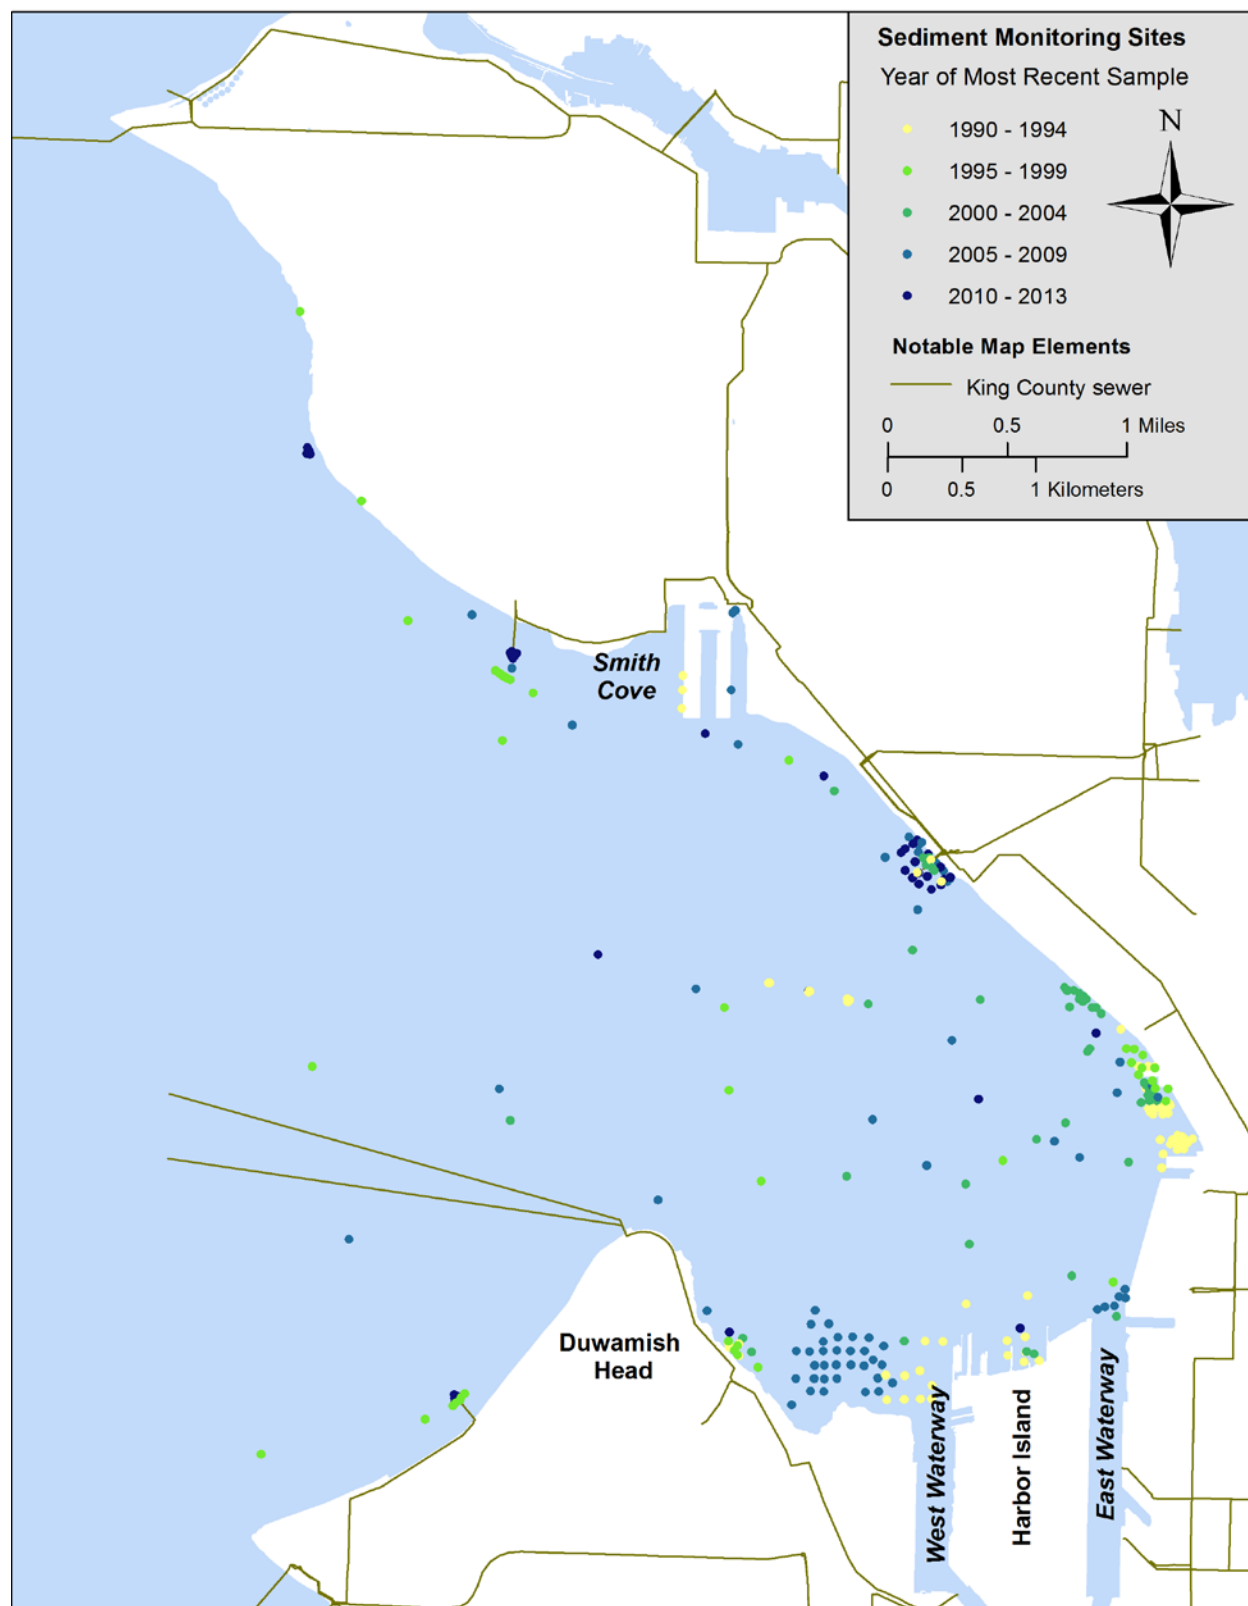 Sediment Monitoring Sites
Year of Most Recent Sample
N
1990 - 1994
1995 - 1999
2000 - 2004
2005 - 2009
2010 - 2013
Notable Map Elements
King County sewer
0 0.5 1 Miles
0 0.5 1 Kilometers
Smith
Cove
Duwamish
Head
West Waterway
Harbor Island
East Waterway